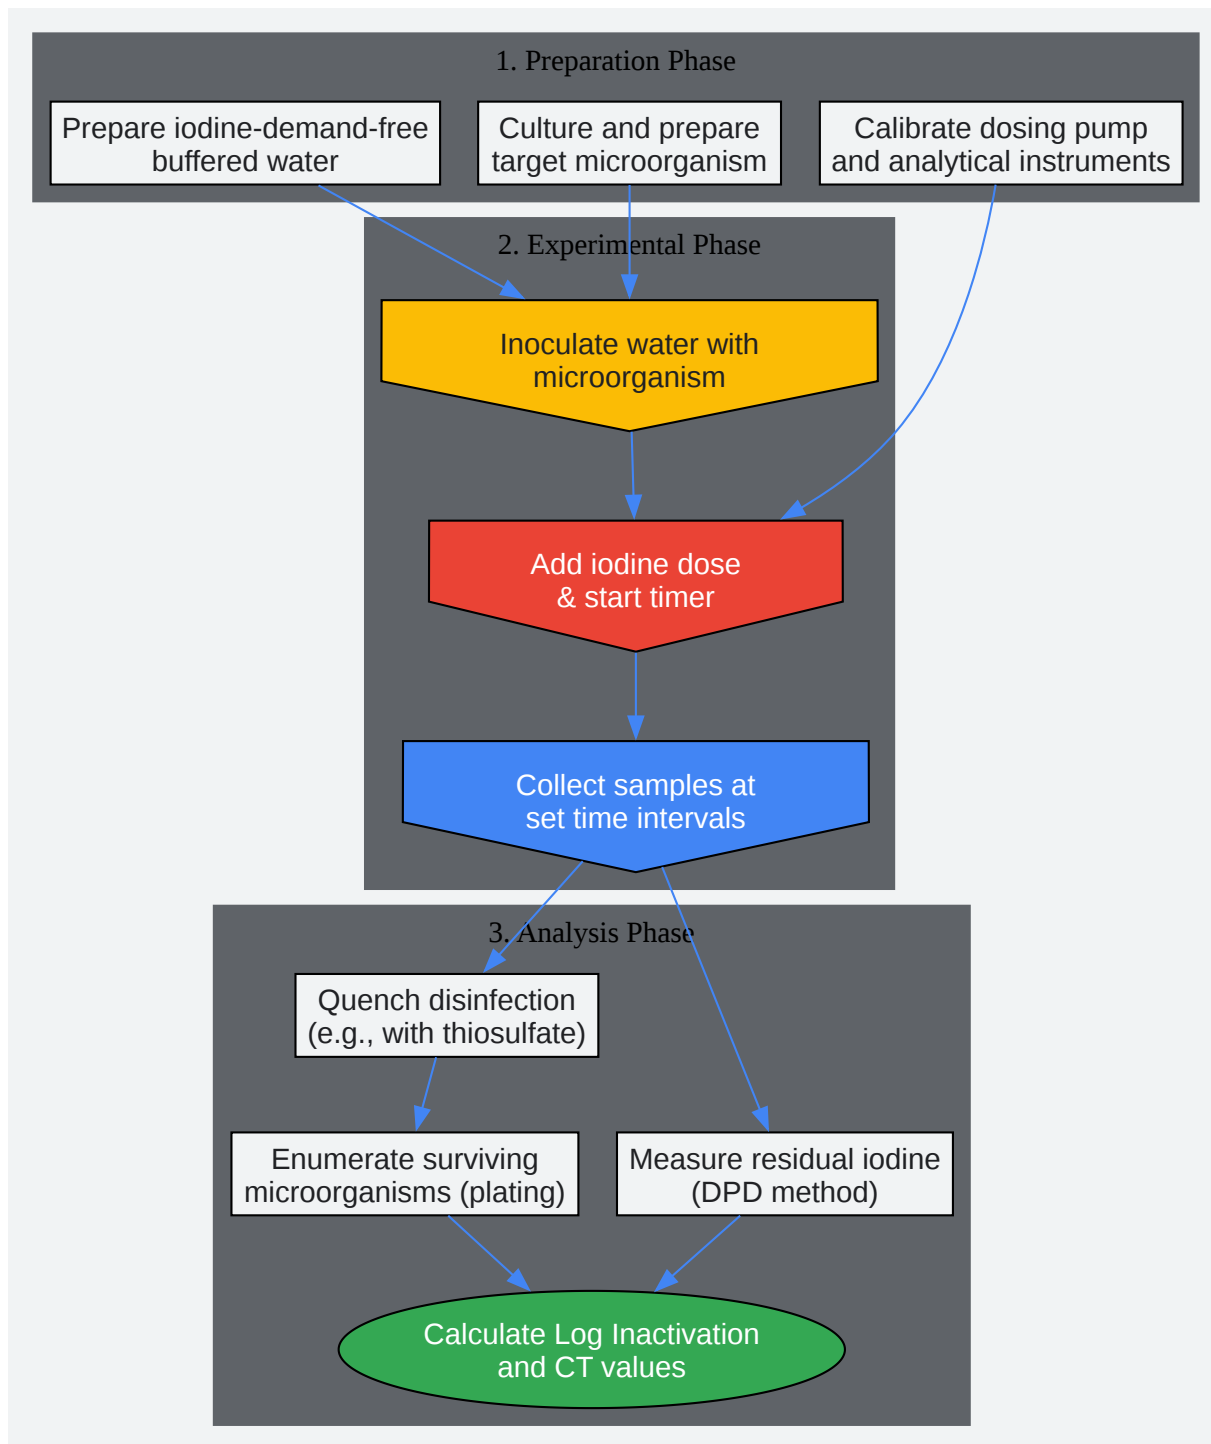 1. Preparation Phase
Prepare iodine-demand-free
buffered water
Culture and prepare
target microorganism
Calibrate dosing pump
and analytical instruments
2. Experimental Phase
Inoculate water with
microorganism
Add iodine dose
& start timer
Collect samples at
set time intervals
3. Analysis Phase
Quench disinfection
(e.g., with thiosulfate)
Enumerate surviving
microorganisms (plating)
Measure residual iodine
(DPD method)
Calculate Log Inactivation
and CT values